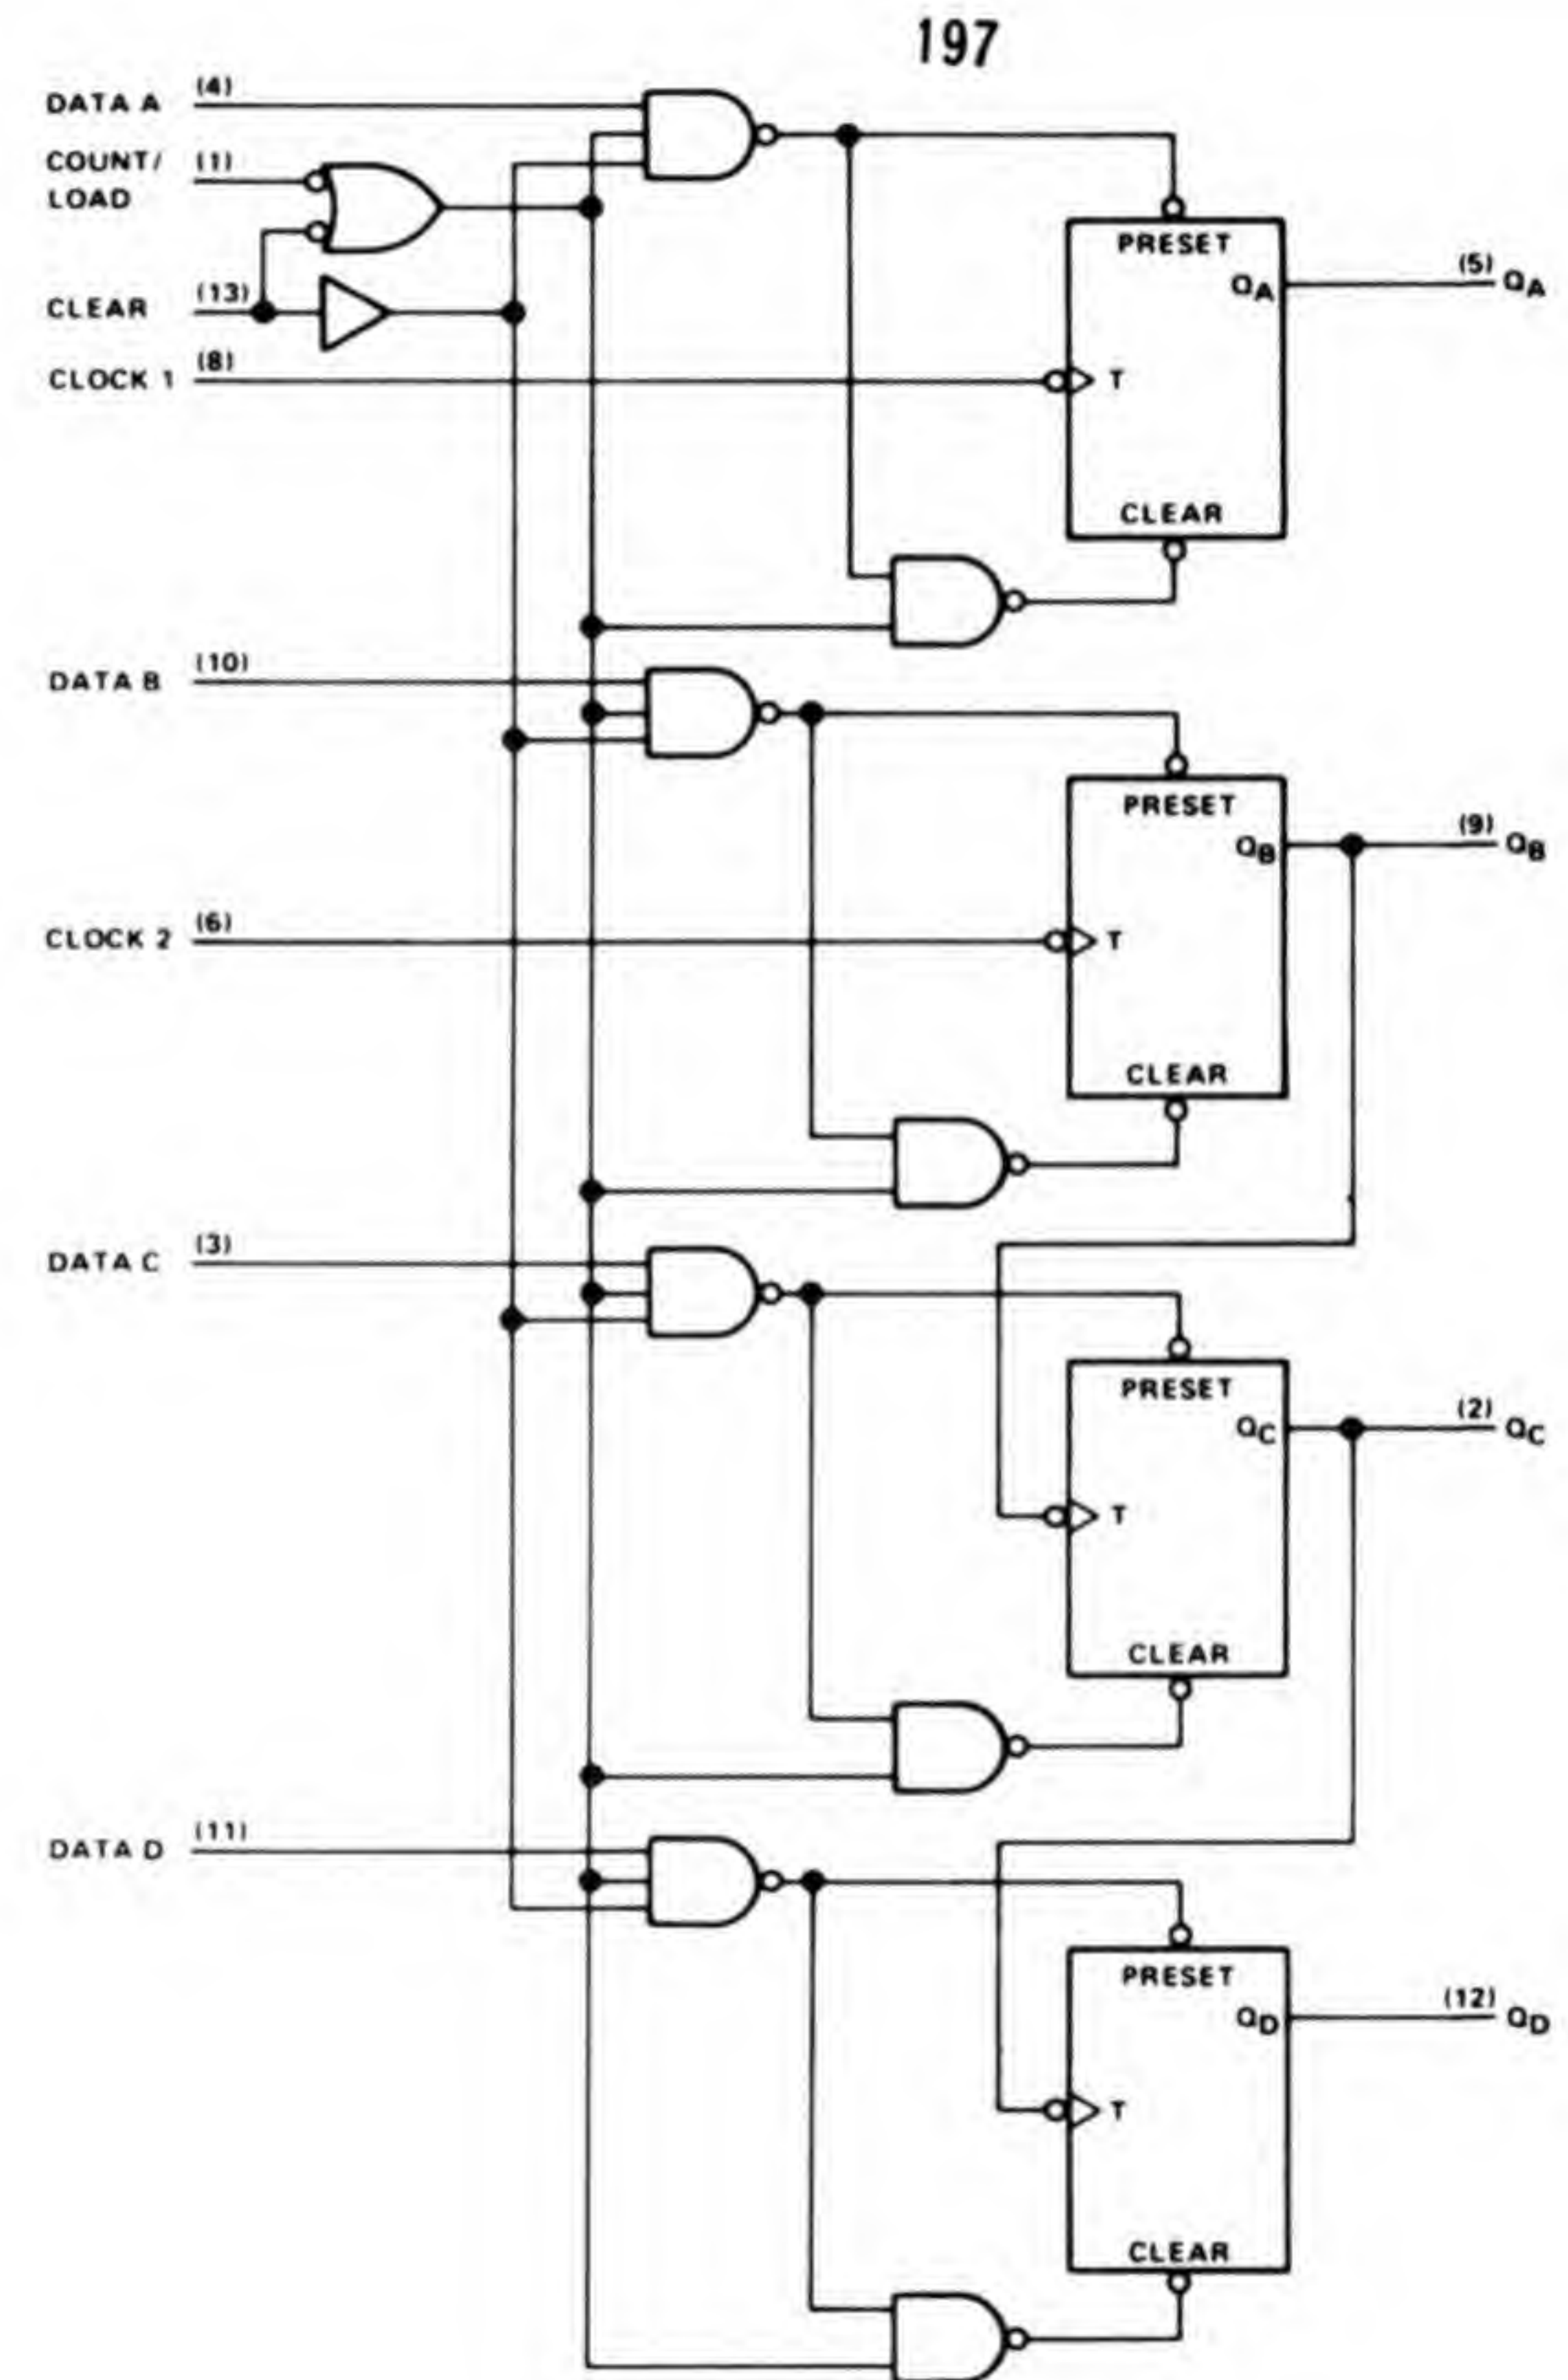 197
DATA A (4)
COUNT/ (1)
LOAD
CLEAR (13)
CLOCK 1 (8)
PRESET
QA (5) QA
T
CLEAR
DATA B (10)
PRESET
QB (9) QB
CLOCK 2 (6)
T
CLEAR
DATA C (3)
PRESET
QC (2) QC
T
CLEAR
DATA D (11)
PRESET
QD (12) QD
T
CLEAR